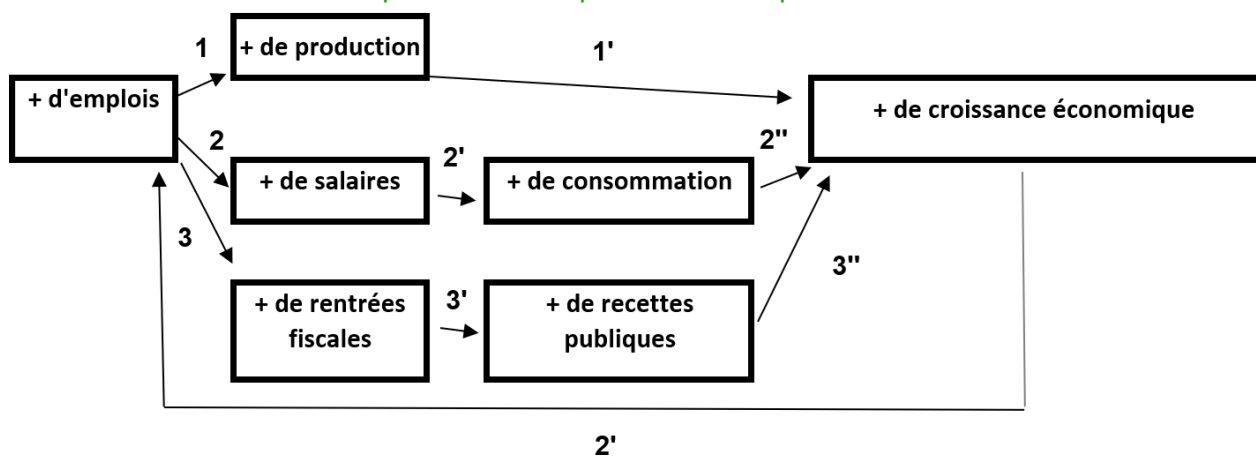 + de production
1
1'
+ d'emplois
+ de croissance économique
2
2'
2''
+ de salaires
+ de consommation
3
3'
3''
+ de rentrées
fiscales
+ de recettes
publiques
2'